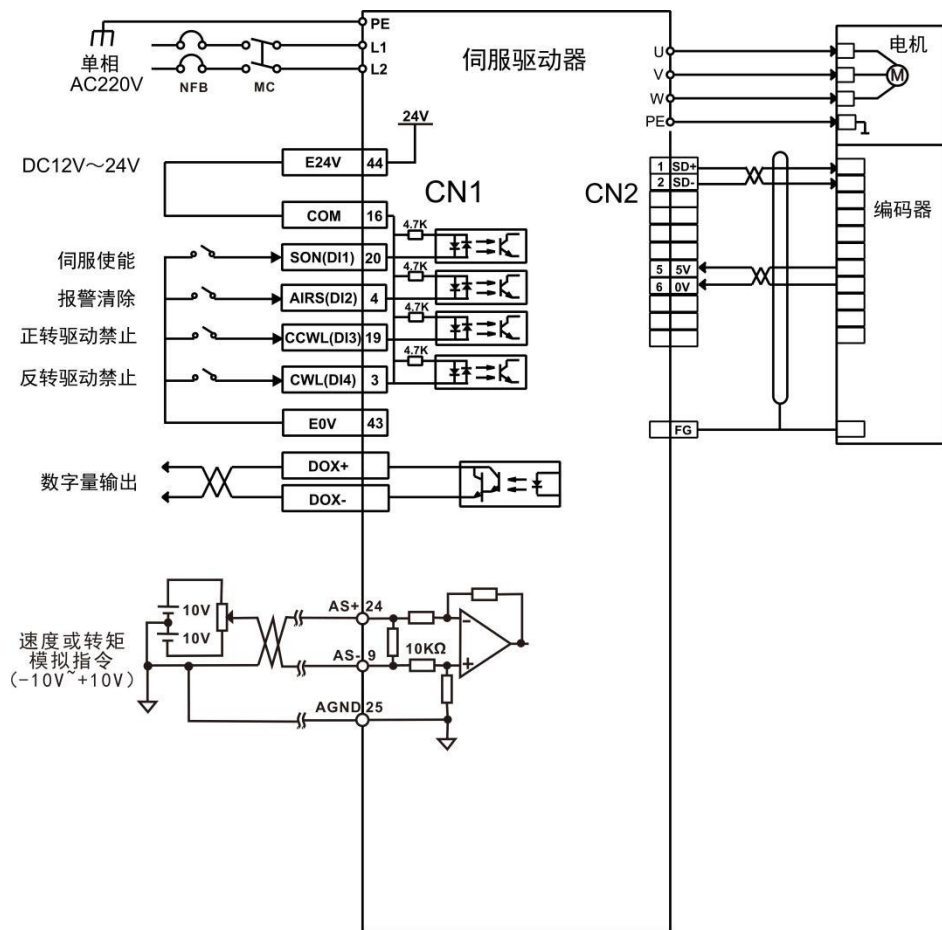 PE
L1
L2
单相
AC220V
NFB
MC
伺服驱动器
U
V
W
PE
电机
M
24V
DC12V～24V
E24V
44
CN1
COM
16
4.7K
伺服使能
SON(DI1)
20
4.7K
报警清除
AIRS(DI2)
4
4.7K
正转驱动禁止
CCWL(DI3)
19
4.7K
反转驱动禁止
CWL(DI4)
3
E0V
43
CN2
1 SD+
2 SD-
5 5V
6 0V
FG
编码器
数字量输出
DOX+
DOX-
10V
10V
速度或转矩
模拟指令
(-10V~+10V)
AS+ 24
AS- 9
10KΩ
AGND 25
-
+